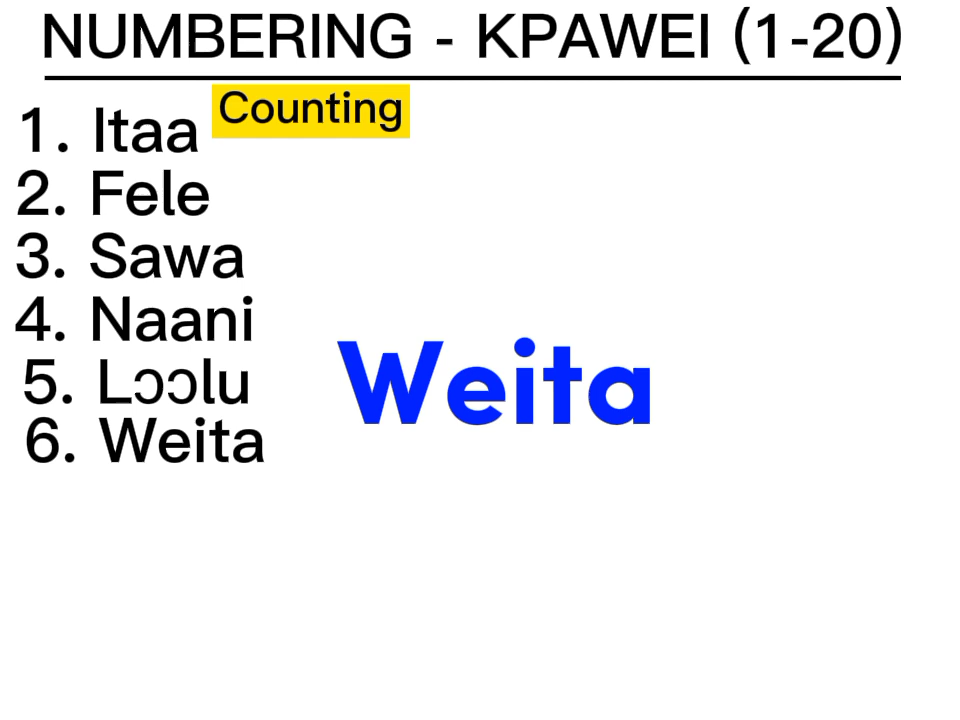 NUMBERING - KPAWEI (1-20)
Counting
1. Itaa
2. Fele
3. Sawa
4. Naani
5. Lɔɔlu
6. Weita
Weita